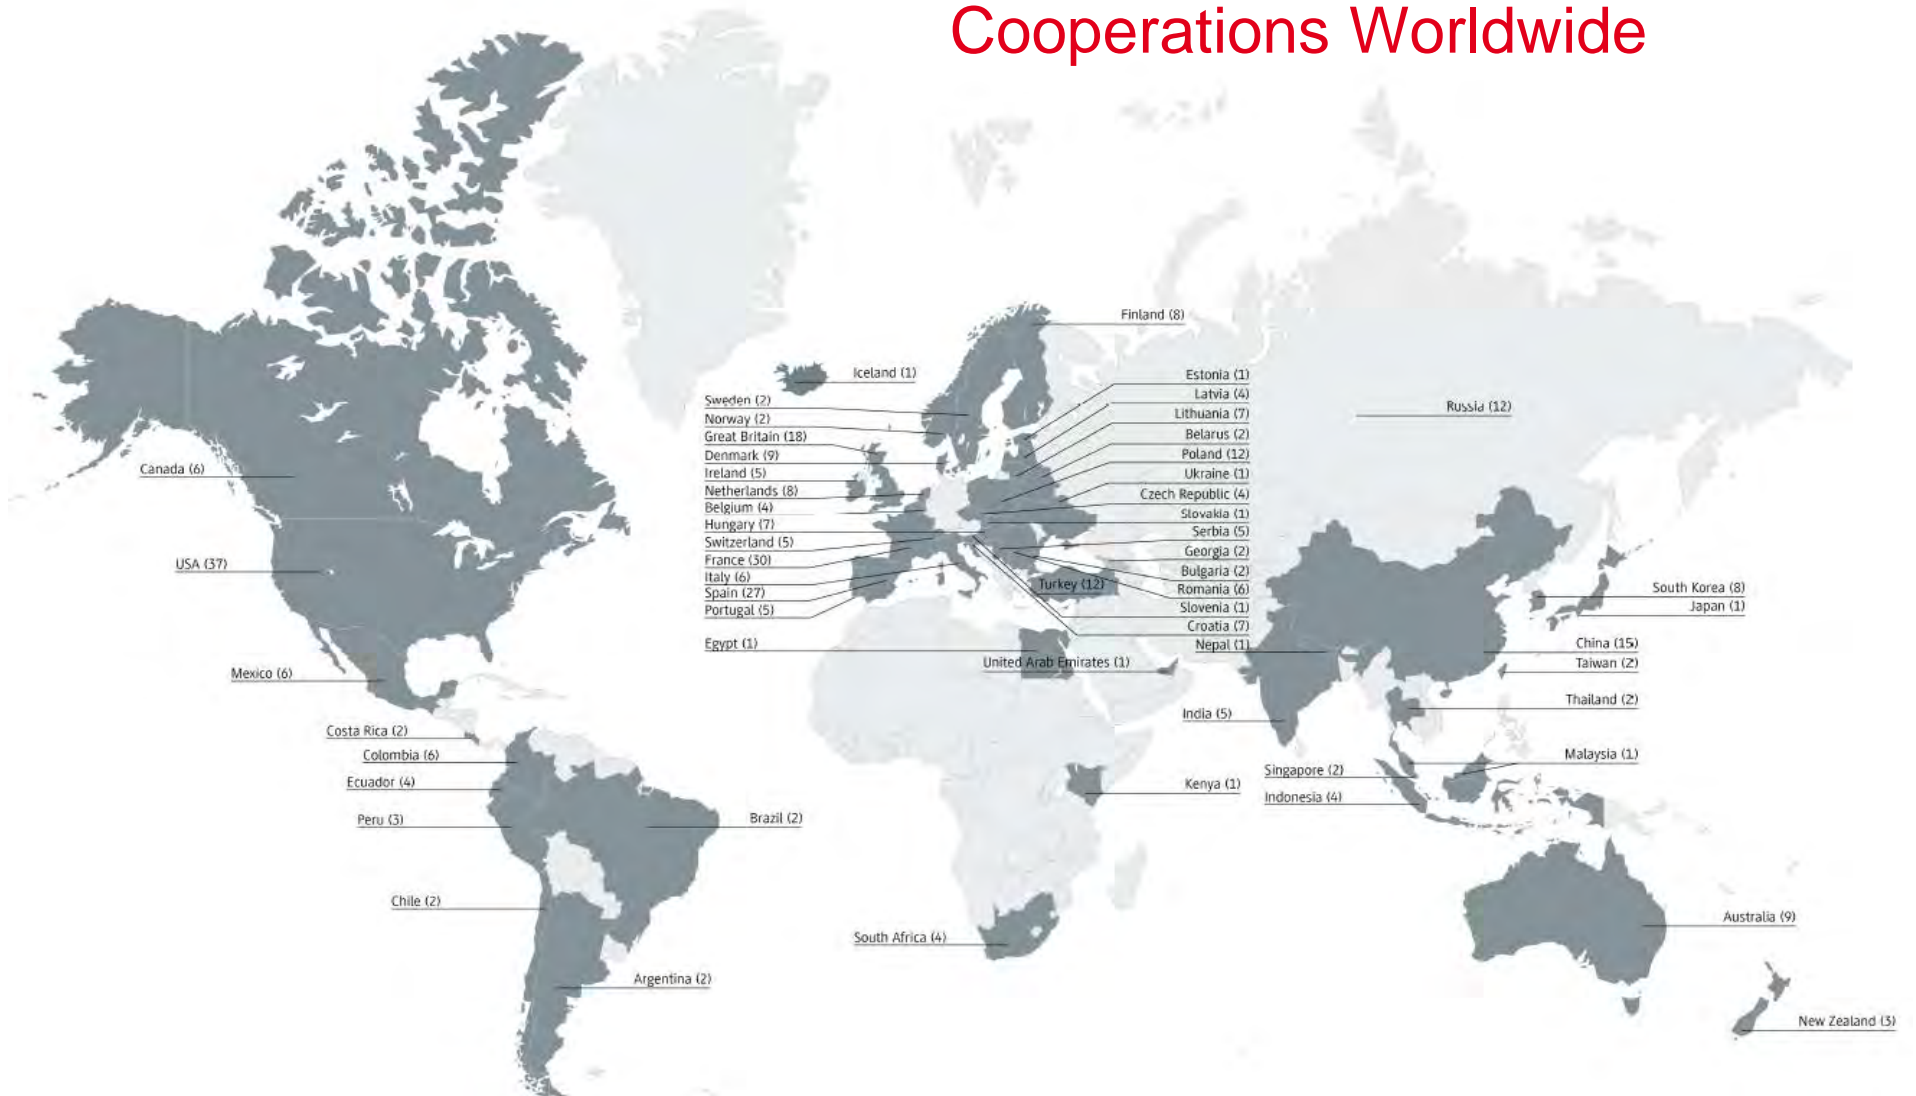 Cooperations Worldwide
Finland (8)
Iceland (1)
Estonia (1)
Latvia (4)
Lithuania (7)
Belarus (2)
Poland (12)
Ukraine (1)
Czech Republic (4)
Slovakia (1)
Serbia (5)
Georgia (2)
Bulgaria (2)
Romania (6)
Slovenia (1)
Croatia (7)
Nepal (1)
Sweden (2)
Norway (2)
Great Britain (18)
Denmark (9)
Ireland (5)
Netherlands (8)
Belgium (4)
Hungary (7)
Switzerland (5)
France (30)
Italy (6)
Spain (27)
Portugal (5)
Egypt (1)
Turkey (12)
United Arab Emirates (1)
Russia (12)
Canada (6)
USA (37)
Mexico (6)
Costa Rica (2)
Colombia (6)
Ecuador (4)
Peru (3)
Brazil (2)
Chile (2)
Argentina (2)
South Africa (4)
Kenya (1)
India (5)
South Korea (8)
Japan (1)
China (15)
Taiwan (2)
Thailand (2)
Malaysia (1)
Singapore (2)
Indonesia (4)
Australia (9)
New Zealand (3)